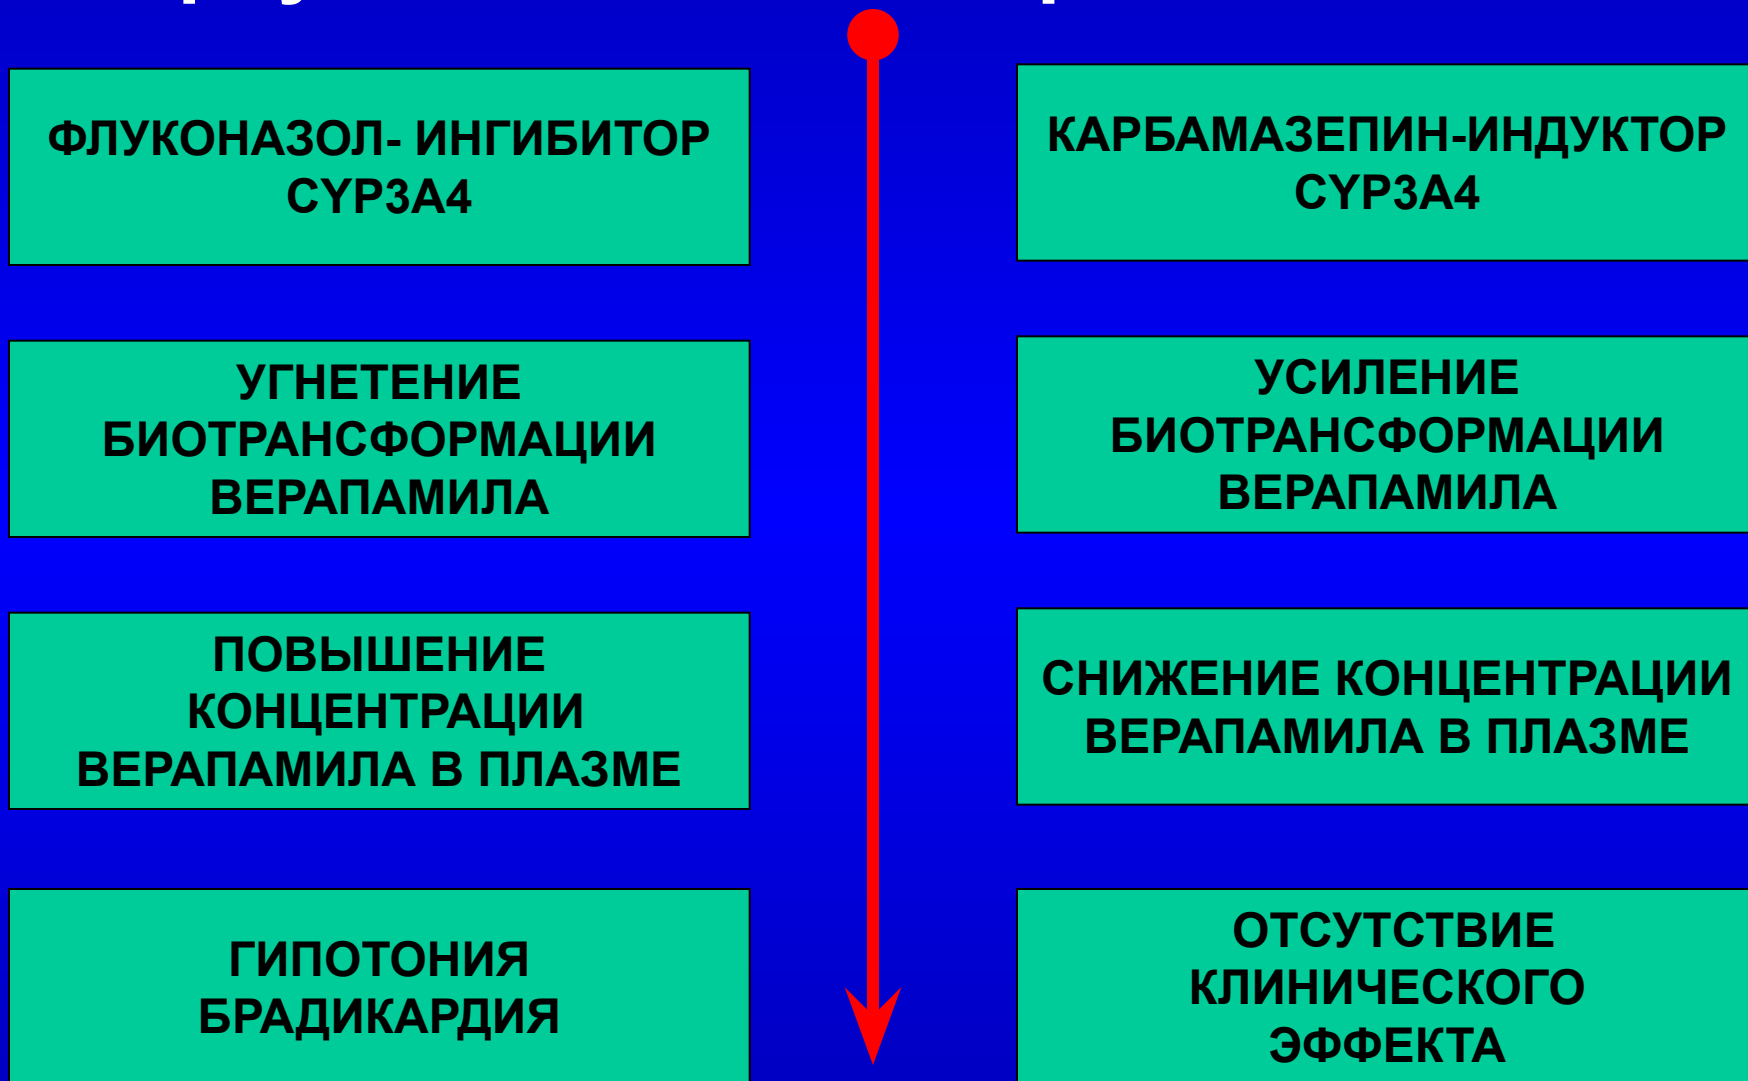 ФЛУКОНАЗОЛ- ИНГИБИТОР
CYP3A4
УГНЕТЕНИЕ
БИОТРАНСФОРМАЦИИ
ВЕРАПАМИЛА
ПОВЫШЕНИЕ
КОНЦЕНТРАЦИИ
ВЕРАПАМИЛА В ПЛАЗМЕ
ГИПОТОНИЯ
БРАДИКАРДИЯ
КАРБАМАЗЕПИН-ИНДУКТОР
CYP3A4
УСИЛЕНИЕ
БИОТРАНСФОРМАЦИИ
ВЕРАПАМИЛА
СНИЖЕНИЕ КОНЦЕНТРАЦИИ
ВЕРАПАМИЛА В ПЛАЗМЕ
ОТСУТСТВИЕ
КЛИНИЧЕСКОГО
ЭФФЕКТА